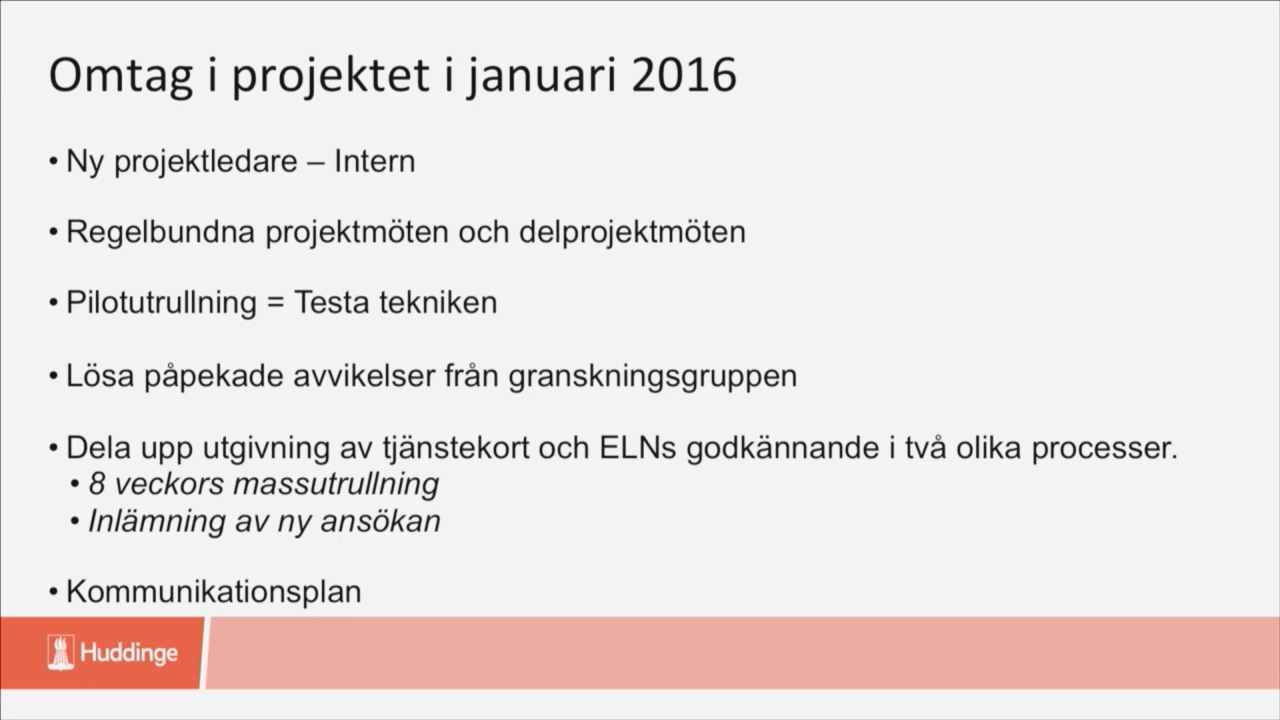 Omtag i projektet i januari 2016
• Ny projektledare – Intern
• Regelbundna projektmöten och delprojektmöten
• Pilotutrullning = Testa tekniken
• Lösa påpekade avvikelser från granskningsgruppen
• Dela upp utgivning av tjänstekort och ELNs godkännande i två olika processer.
• 8 veckors massutrullning
• Inlämning av ny ansökan
• Kommunikationsplan
Huddinge